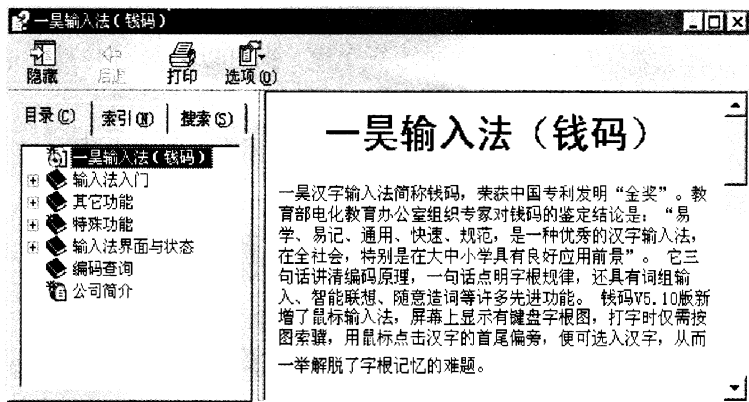 一昊输入法（钱码）
隐藏 后退 打印 选项(O)
目录(C) 索引(N) 搜索(S)
一昊输入法（钱码）
输入法入门
其它功能
特殊功能
输入法界面与状态
编码查询
公司简介
一昊输入法（钱码）
一昊汉字输入法简称钱码，荣获中国专利发明“金奖”。教
育部电化教育办公室组织专家对钱码的鉴定结论是：“易
学、易记、通用、快速、规范，是一种优秀的汉字输入法，
在全社会，特别是在大中小学具有良好应用前景”。 它三
句话讲清编码原理，一句话点明字根规律，还具有词组输
入、智能联想、随意造词等许多先进功能。 钱码V5.10版新
增了鼠标输入法，屏幕上显示有键盘字根图，打字时仅需按
图索骥，用鼠标点击汉字的首尾偏旁，便可选入汉字，从而
一举解脱了字根记忆的难题。